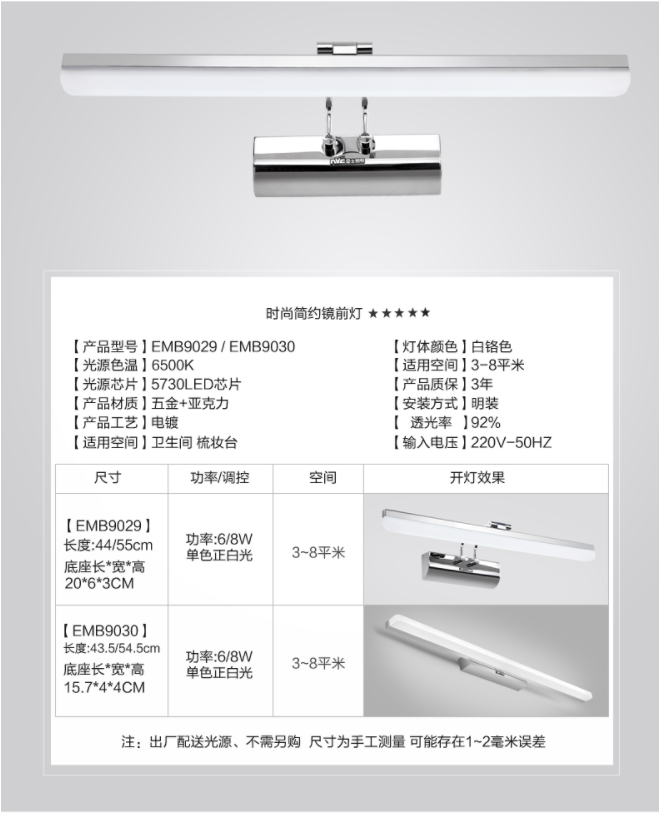 NVC 雷士照明
时尚简约镜前灯 ★★★★★
【产品型号】EMB9029 / EMB9030
【光源色温】6500K
【光源芯片】5730LED芯片
【产品材质】五金+亚克力
【产品工艺】电镀
【适用空间】卫生间 梳妆台
【灯体颜色】白铬色
【适用空间】3-8平米
【产品质保】3年
【安装方式】明装
【 透光率 】92%
【输入电压】220V-50HZ
尺寸 功率/调控 空间 开灯效果
【EMB9029】
长度:44/55cm
底座长*宽*高
20*6*3CM
功率:6/8W
单色正白光
3~8平米
【EMB9030】
长度:43.5/54.5cm
底座长*宽*高
15.7*4*4CM
功率:6/8W
单色正白光
3~8平米
注：出厂配送光源、不需另购 尺寸为手工测量 可能存在1~2毫米误差